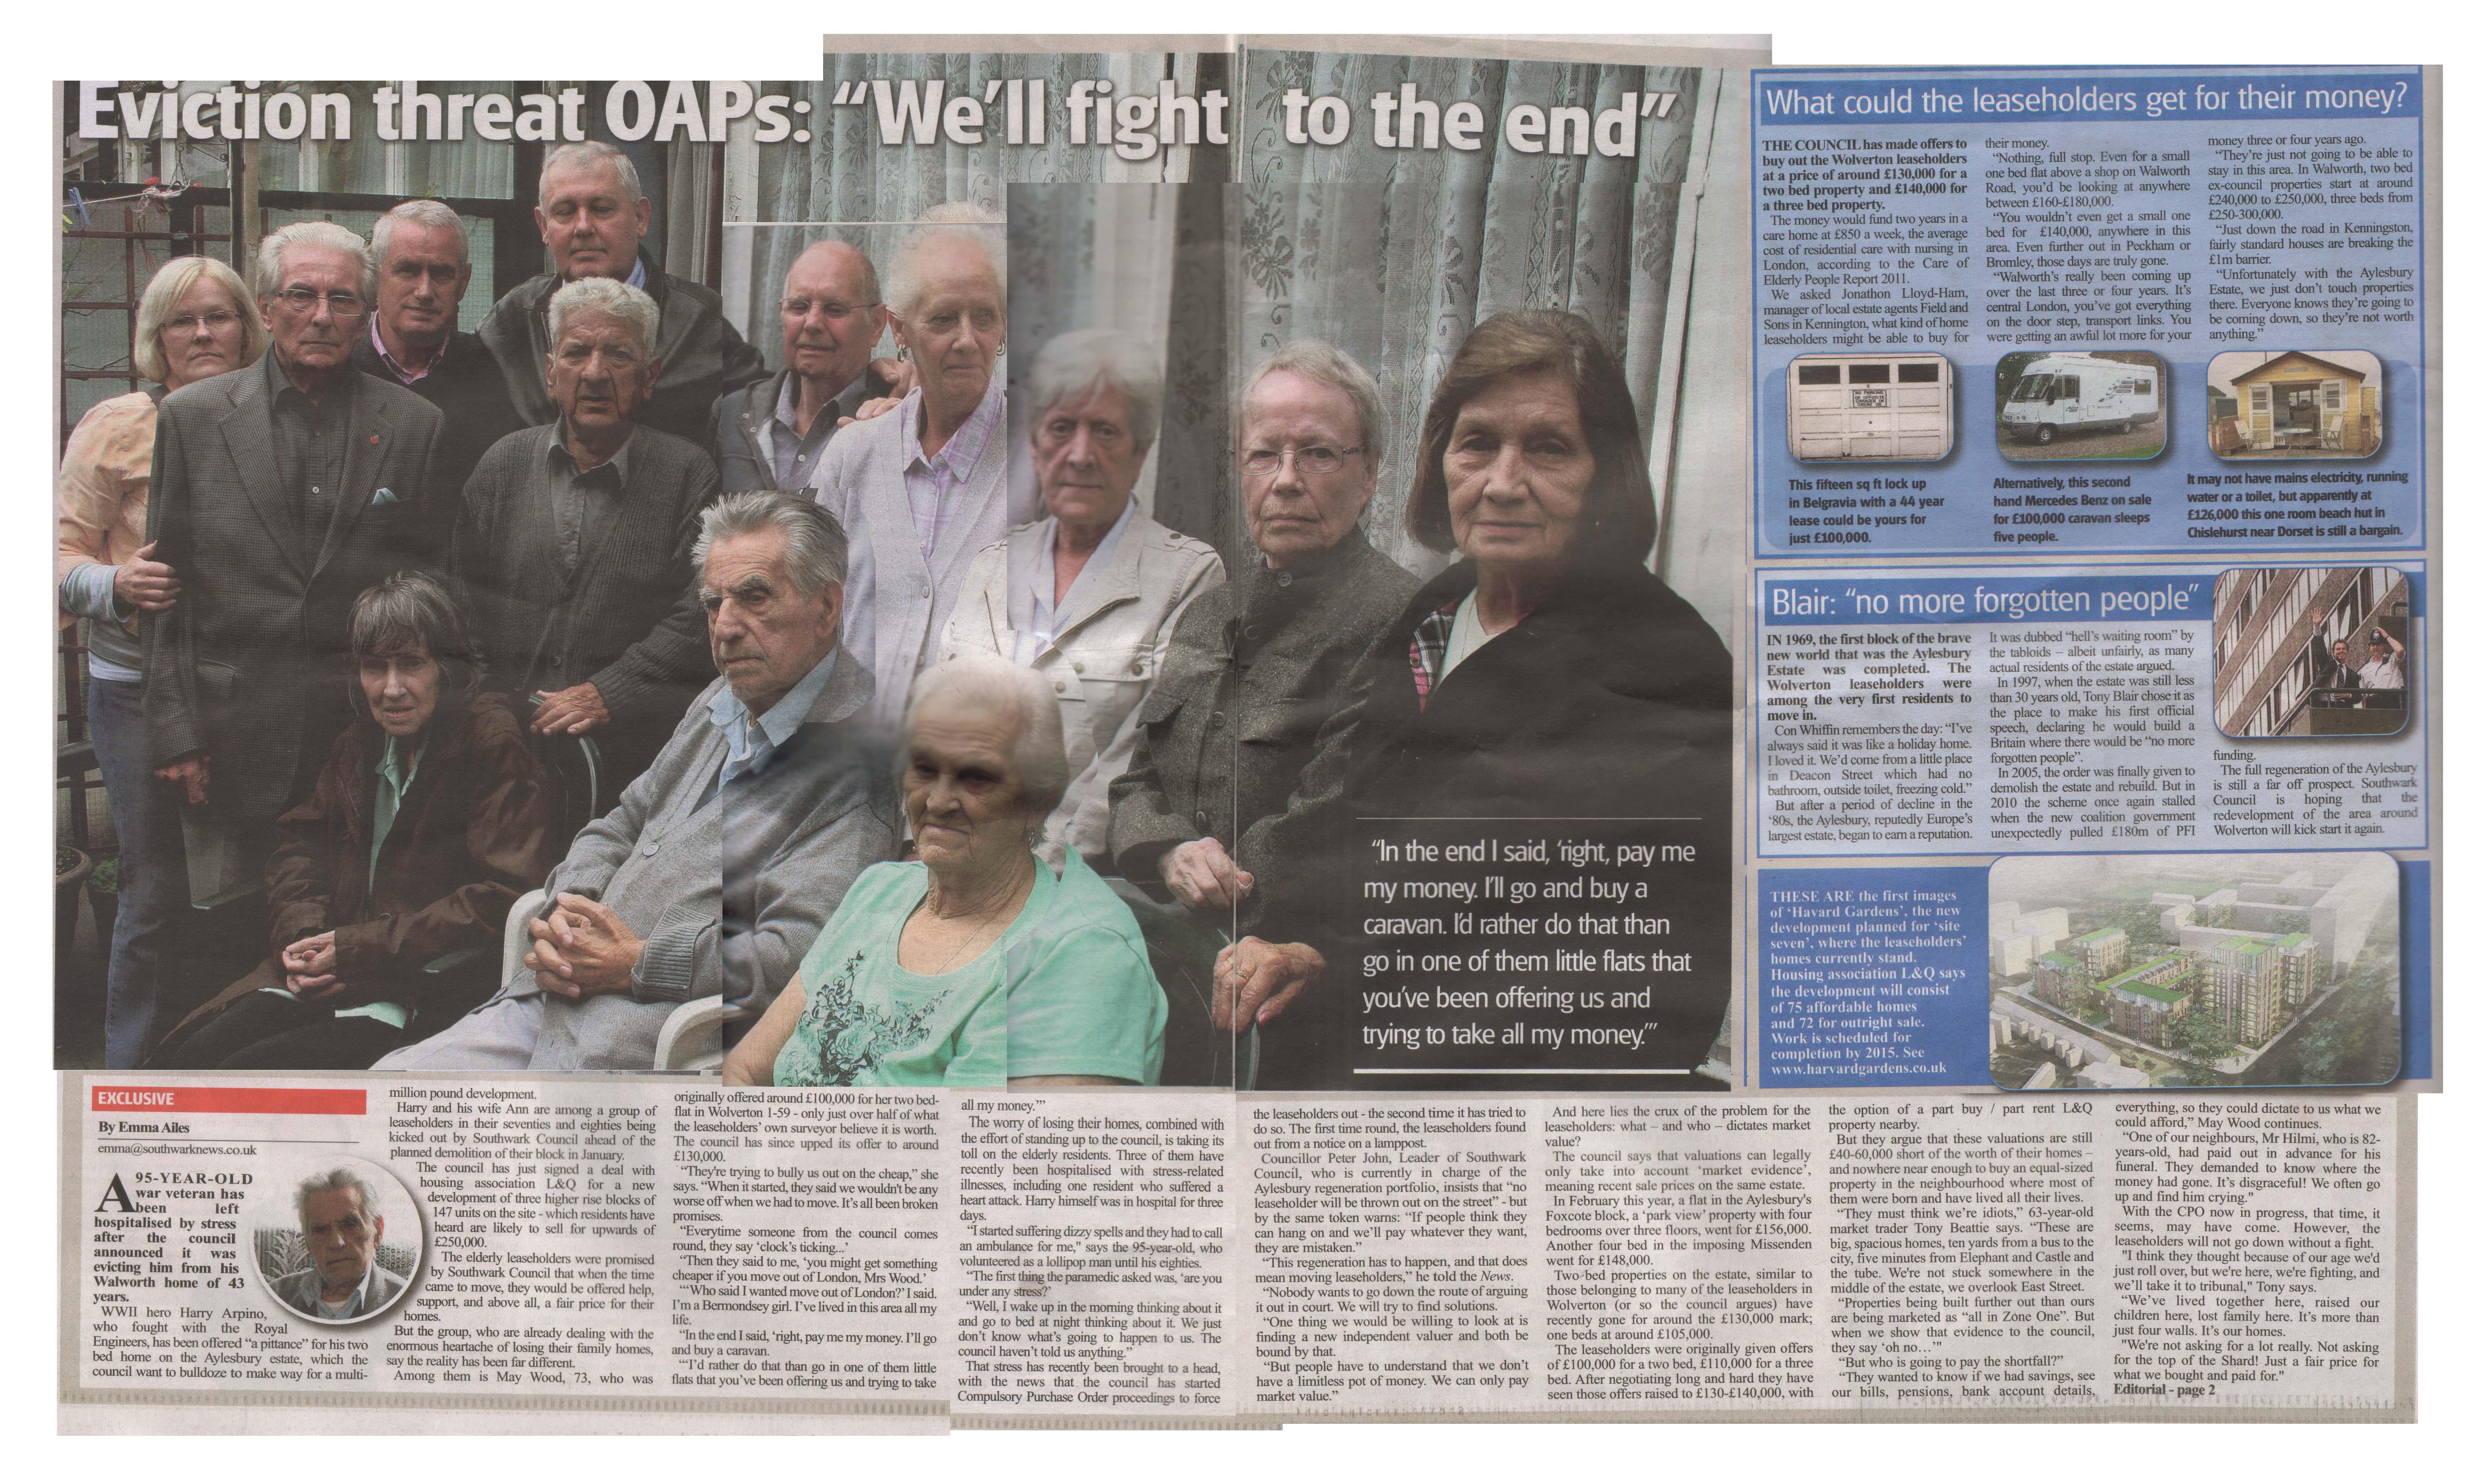 Eviction threat OAPs: “We’ll fight to the end”
“In the end I said, ‘right, pay me
my money. I’ll go and buy a
caravan. I’d rather do that than
go in one of them little flats that
you’ve been offering us and
trying to take all my money.’”
EXCLUSIVE
By Emma Ailes
emma@southwarknews.co.uk
A 95-YEAR-OLD
war veteran has
been left
hospitalised by stress
after the council
announced it was
evicting him from his
Walworth home of 43
years.
WWII hero Harry Arpino,
who fought with the Royal
Engineers, has been offered “a pittance” for his two
bed home on the Aylesbury estate, which the
council want to bulldoze to make way for a multi-
million pound development.
Harry and his wife Ann are among a group of
leaseholders in their seventies and eighties being
kicked out by Southwark Council ahead of the
planned demolition of their block in January.
The council has just signed a deal with
housing association L&Q for a new
development of three higher rise blocks of
147 units on the site - which residents have
heard are likely to sell for upwards of
£250,000.
The elderly leaseholders were promised
by Southwark Council that when the time
came to move, they would be offered help,
support, and above all, a fair price for their
homes.
But the group, who are already dealing with the
enormous heartache of losing their family homes,
say the reality has been far different.
Among them is May Wood, 73, who was
originally offered around £100,000 for her two bed-
flat in Wolverton 1-59 - only just over half of what
the leaseholders’ own surveyor believe it is worth.
The council has since upped its offer to around
£130,000.
“They're trying to bully us out on the cheap,” she
says. “When it started, they said we wouldn't be any
worse off when we had to move. It's all been broken
promises.
“Everytime someone from the council comes
round, they say ‘clock’s ticking...’
“Then they said to me, ‘you might get something
cheaper if you move out of London, Mrs Wood.’
“‘Who said I wanted move out of London?’ I said.
I’m a Bermondsey girl. I’ve lived in this area all my
life.
“In the end I said, ‘right, pay me my money. I’ll go
and buy a caravan.
“‘I’d rather do that than go in one of them little
flats that you’ve been offering us and trying to take
all my money.’”
The worry of losing their homes, combined with
the effort of standing up to the council, is taking its
toll on the elderly residents. Three of them have
recently been hospitalised with stress-related
illnesses, including one resident who suffered a
heart attack. Harry himself was in hospital for three
days.
“I started suffering dizzy spells and they had to call
an ambulance for me,” says the 95-year-old, who
volunteered as a lollipop man until his eighties.
“The first thing the paramedic asked was, ‘are you
under any stress?’
“Well, I wake up in the morning thinking about it
and go to bed at night thinking about it. We just
don’t know what’s going to happen to us. The
council haven’t told us anything.”
That stress has recently been brought to a head,
with the news that the council has started
Compulsory Purchase Order proceedings to force
the leaseholders out - the second time it has tried to
do so. The first time round, the leaseholders found
out from a notice on a lamppost.
Councillor Peter John, Leader of Southwark
Council, who is currently in charge of the
Aylesbury regeneration portfolio, insists that “no
leaseholder will be thrown out on the street” - but
by the same token warns: “If people think they
can hang on and we’ll pay whatever they want,
they are mistaken.”
“This regeneration has to happen, and that does
mean moving leaseholders,” he told the News.
“Nobody wants to go down the route of arguing
it out in court. We will try to find solutions.
“One thing we would be willing to look at is
finding a new independent valuer and both be
bound by that.
“But people have to understand that we don’t
have a limitless pot of money. We can only pay
market value.”
And here lies the crux of the problem for the
leaseholders: what – and who – dictates market
value?
The council says that valuations can legally
only take into account ‘market evidence’,
meaning recent sale prices on the same estate.
In February this year, a flat in the Aylesbury's
Foxcote block, a ‘park view’ property with four
bedrooms over three floors, went for £156,000.
Another four bed in the imposing Missenden
went for £148,000.
Two-bed properties on the estate, similar to
those belonging to many of the leaseholders in
Wolverton (or so the council argues) have
recently gone for around the £130,000 mark;
one beds at around £105,000.
The leaseholders were originally given offers
of £100,000 for a two bed, £110,000 for a three
bed. After negotiating long and hard they have
seen those offers raised to £130-£140,000, with
the option of a part buy / part rent L&Q
property nearby.
But they argue that these valuations are still
£40-60,000 short of the worth of their homes –
and nowhere near enough to buy an equal-sized
property in the neighbourhood where most of
them were born and have lived all their lives.
“They must think we’re idiots,” 63-year-old
market trader Tony Beattie says. “These are
big, spacious homes, ten yards from a bus to the
city, five minutes from Elephant and Castle and
the tube. We're not stuck somewhere in the
middle of the estate, we overlook East Street.
“Properties being built further out than ours
are being marketed as “all in Zone One”. But
when we show that evidence to the council,
they say ‘oh no…’"
“But who is going to pay the shortfall?”
“They wanted to know if we had savings, see
our bills, pensions, bank account details,
everything, so they could dictate to us what we
could afford,” May Wood continues.
“One of our neighbours, Mr Hilmi, who is 82-
years-old, had paid out in advance for his
funeral. They demanded to know where the
money had gone. It’s disgraceful! We often go
up and find him crying."
With the CPO now in progress, that time, it
seems, may have come. However, the
leaseholders will not go down without a fight.
"I think they thought because of our age we'd
just roll over, but we're here, we're fighting, and
we’ll take it to tribunal," Tony says.
“We’ve lived together here, raised our
children here, lost family here. It’s more than
just four walls. It’s our homes.
"We're not asking for a lot really. Not asking
for the top of the Shard! Just a fair price for
what we bought and paid for."
Editorial - page 2
What could the leaseholders get for their money?
THE COUNCIL has made offers to
buy out the Wolverton leaseholders
at a price of around £130,000 for a
two bed property and £140,000 for
a three bed property.
The money would fund two years in a
care home at £850 a week, the average
cost of residential care with nursing in
London, according to the Care of
Elderly People Report 2011.
We asked Jonathon Lloyd-Ham,
manager of local estate agents Field and
Sons in Kennington, what kind of home
leaseholders might be able to buy for
their money.
“Nothing, full stop. Even for a small
one bed flat above a shop on Walworth
Road, you’d be looking at anywhere
between £160-£180,000.
“You wouldn’t even get a small one
bed for £140,000, anywhere in this
area. Even further out in Peckham or
Bromley, those days are truly gone.
“Walworth’s really been coming up
over the last three or four years. It’s
central London, you’ve got everything
on the door step, transport links. You
were getting an awful lot more for your
money three or four years ago.
“They’re just not going to be able to
stay in this area. In Walworth, two bed
ex-council properties start at around
£240,000 to £250,000, three beds from
£250-300,000.
“Just down the road in Kenningston,
fairly standard houses are breaking the
£1m barrier.
“Unfortunately with the Aylesbury
Estate, we just don’t touch properties
there. Everyone knows they’re going to
be coming down, so they’re not worth
anything.”
This fifteen sq ft lock up
in Belgravia with a 44 year
lease could be yours for
just £100,000.
Alternatively, this second
hand Mercedes Benz on sale
for £100,000 caravan sleeps
five people.
It may not have mains electricity, running
water or a toilet, but apparently at
£126,000 this one room beach hut in
Chislehurst near Dorset is still a bargain.
Blair: “no more forgotten people”
IN 1969, the first block of the brave
new world that was the Aylesbury
Estate was completed. The
Wolverton leaseholders were
among the very first residents to
move in.
Con Whiffin remembers the day: “I’ve
always said it was like a holiday home.
I loved it. We’d come from a little place
in Deacon Street which had no
bathroom, outside toilet, freezing cold.”
But after a period of decline in the
‘80s, the Aylesbury, reputedly Europe’s
largest estate, began to earn a reputation.
It was dubbed “hell’s waiting room” by
the tabloids – albeit unfairly, as many
actual residents of the estate argued.
In 1997, when the estate was still less
than 30 years old, Tony Blair chose it as
the place to make his first official
speech, declaring he would build a
Britain where there would be “no more
forgotten people”.
In 2005, the order was finally given to
demolish the estate and rebuild. But in
2010 the scheme once again stalled
when the new coalition government
unexpectedly pulled £180m of PFI
funding.
The full regeneration of the Aylesbury
is still a far off prospect. Southwark
Council is hoping that the
redevelopment of the area around
Wolverton will kick start it again.
THESE ARE the first images
of ‘Havard Gardens’, the new
development planned for ‘site
seven’, where the leaseholders’
homes currently stand.
Housing association L&Q says
the development will consist
of 75 affordable homes
and 72 for outright sale.
Work is scheduled for
completion by 2015. See
www.harvardgardens.co.uk